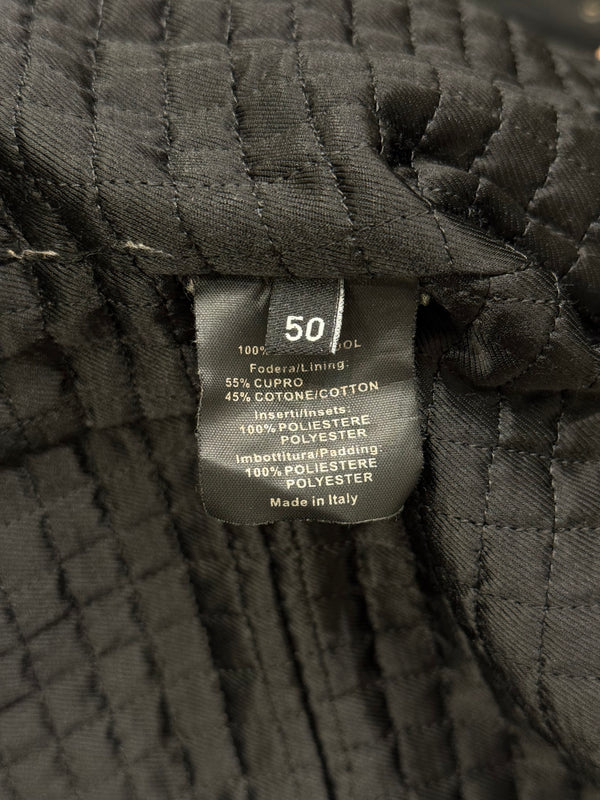 50
100%
Fodera/Lining:
55% CUPRO
45% COTONE/COTTON
Inserti/Insets:
100% POLIESTERE
POLYESTER
Imbottitura/Padding:
100% POLIESTERE
POLYESTER
Made in Italy